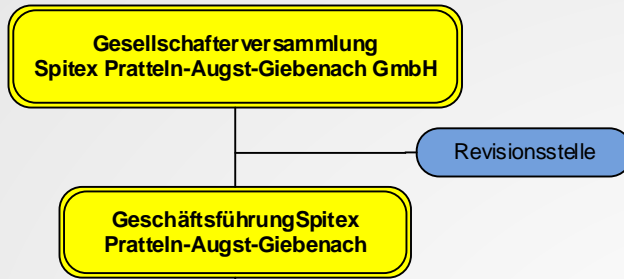 Gesellschafterversammlung
Spitex Pratteln-Augst-Giebenach GmbH
Revisionsstelle
GeschäftsführungSpitex
Pratteln-Augst-Giebenach